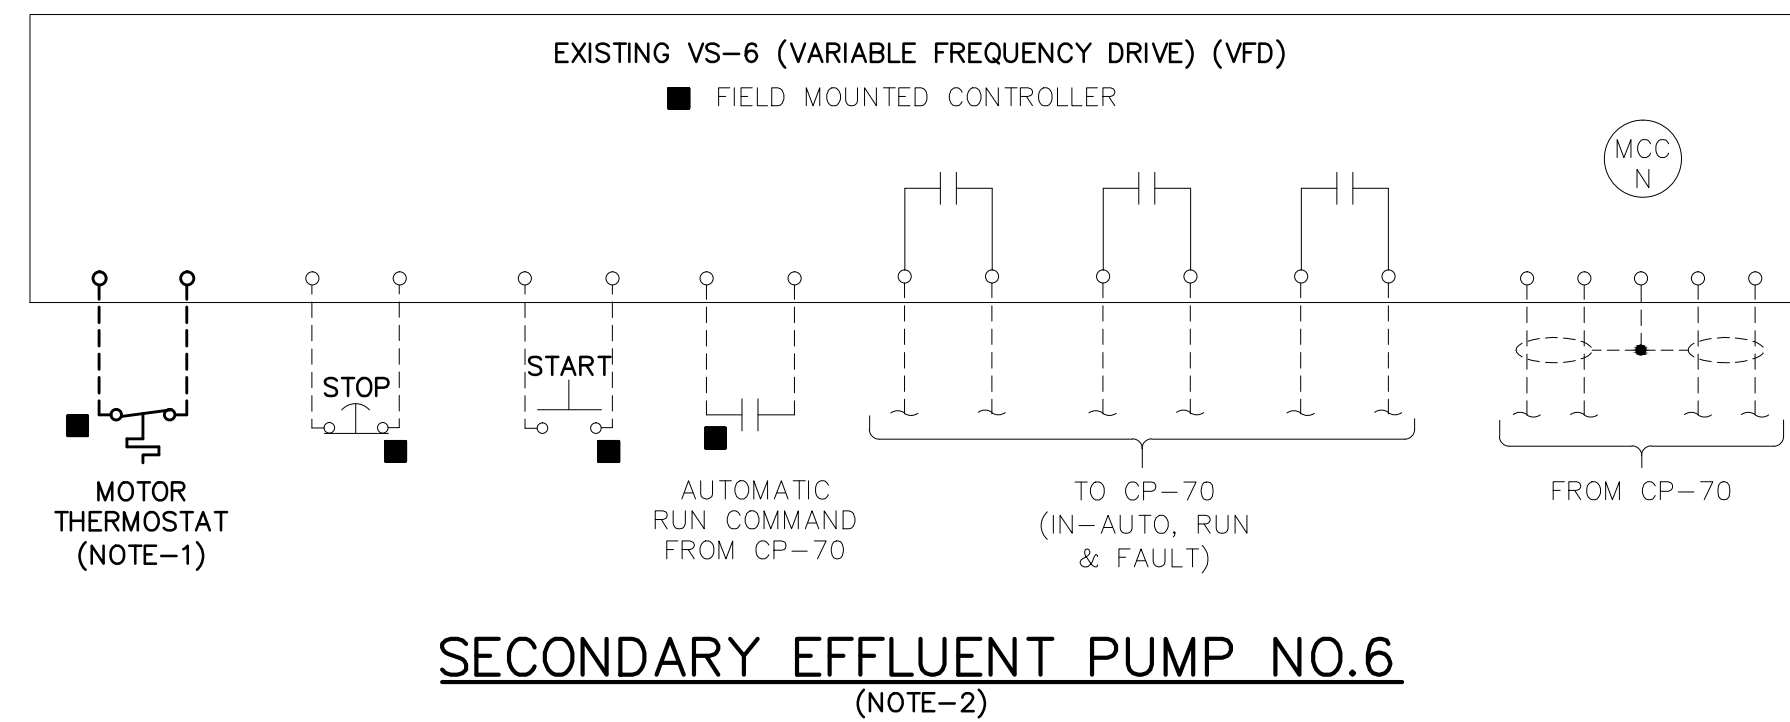 EXISTING VS-6 (VARIABLE FREQUENCY DRIVE) (VFD)
FIELD MOUNTED CONTROLLER
MCC
N
STOP
START
MOTOR
THERMOSTAT
(NOTE-1)
AUTOMATIC
RUN COMMAND
FROM CP-70
TO CP-70
(IN-AUTO, RUN
& FAULT)
FROM CP-70
SECONDARY EFFLUENT PUMP NO.6
(NOTE-2)